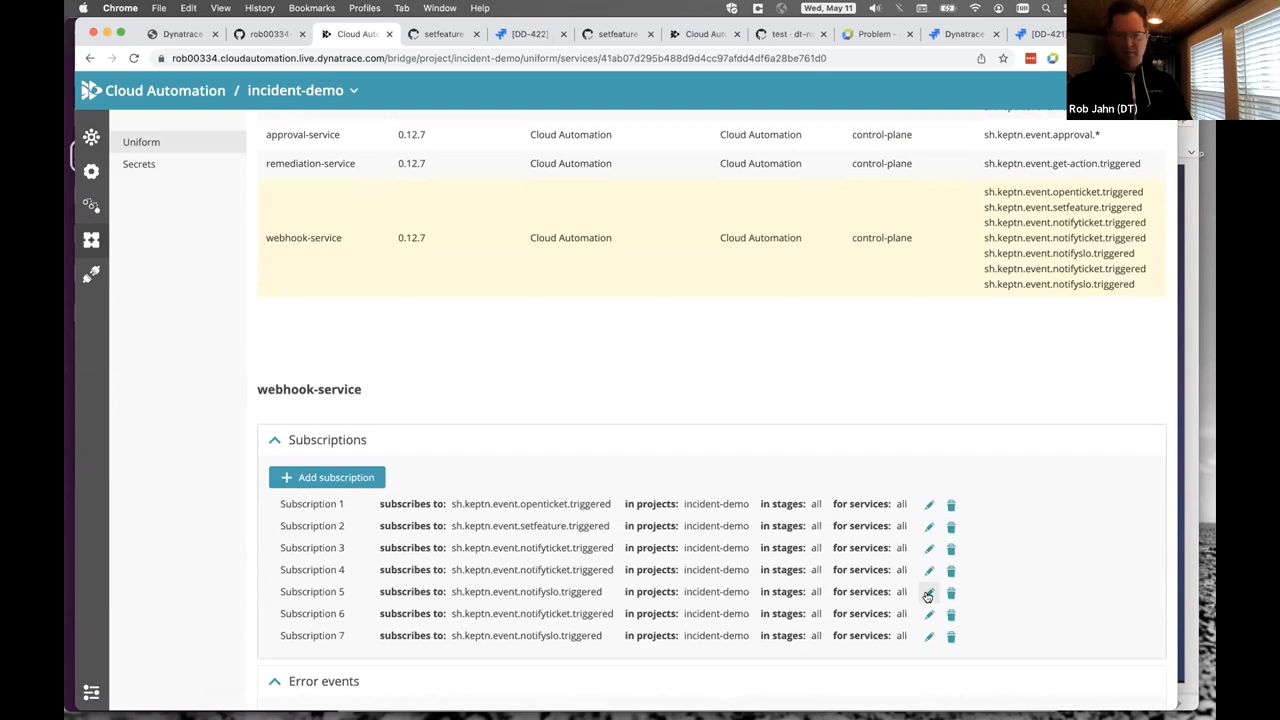 Chrome File Edit View History Bookmarks Profiles Tab Window Help Wed, May 11
Dynatrace rob00334 Cloud Auto [DD-422] setfeature Cloud Auto Problem - Dynatrace [DD-421]
rob00334.cloudautomation.live.dynatrace.com/bridge/project/incident-demo/
Rob Jahn (DT)
Cloud Automation / incident-demo
Uniform
Secrets
approval-service 0.12.7 Cloud Automation Cloud Automation control-plane sh.keptn.event.approval.*
remediation-service 0.12.7 Cloud Automation Cloud Automation control-plane sh.keptn.event.get-action.triggered
sh.keptn.event.openticket.triggered
sh.keptn.event.setfeature.triggered
sh.keptn.event.notifyticket.triggered
webhook-service 0.12.7 Cloud Automation Cloud Automation control-plane sh.keptn.event.notifyticket.triggered
sh.keptn.event.notifyslo.triggered
sh.keptn.event.notifyticket.triggered
sh.keptn.event.notifyslo.triggered
webhook-service
Subscriptions
Add subscription
Subscription 1 subscribes to: sh.keptn.event.openticket.triggered in projects: incident-demo in stages: all for services: all
Subscription 2 subscribes to: sh.keptn.event.setfeature.triggered in projects: incident-demo in stages: all for services: all
Subscription 3 subscribes to: sh.keptn.event.notifyticket.triggered in projects: incident-demo in stages: all for services: all
Subscription 4 subscribes to: sh.keptn.event.notifyticket.triggered in projects: incident-demo in stages: all for services: all
Subscription 5 subscribes to: sh.keptn.event.notifyslo.triggered in projects: incident-demo in stages: all for services: all
Subscription 6 subscribes to: sh.keptn.event.notifyticket.triggered in projects: incident-demo in stages: all for services: all
Subscription 7 subscribes to: sh.keptn.event.notifyslo.triggered in projects: incident-demo in stages: all for services: all
Error events